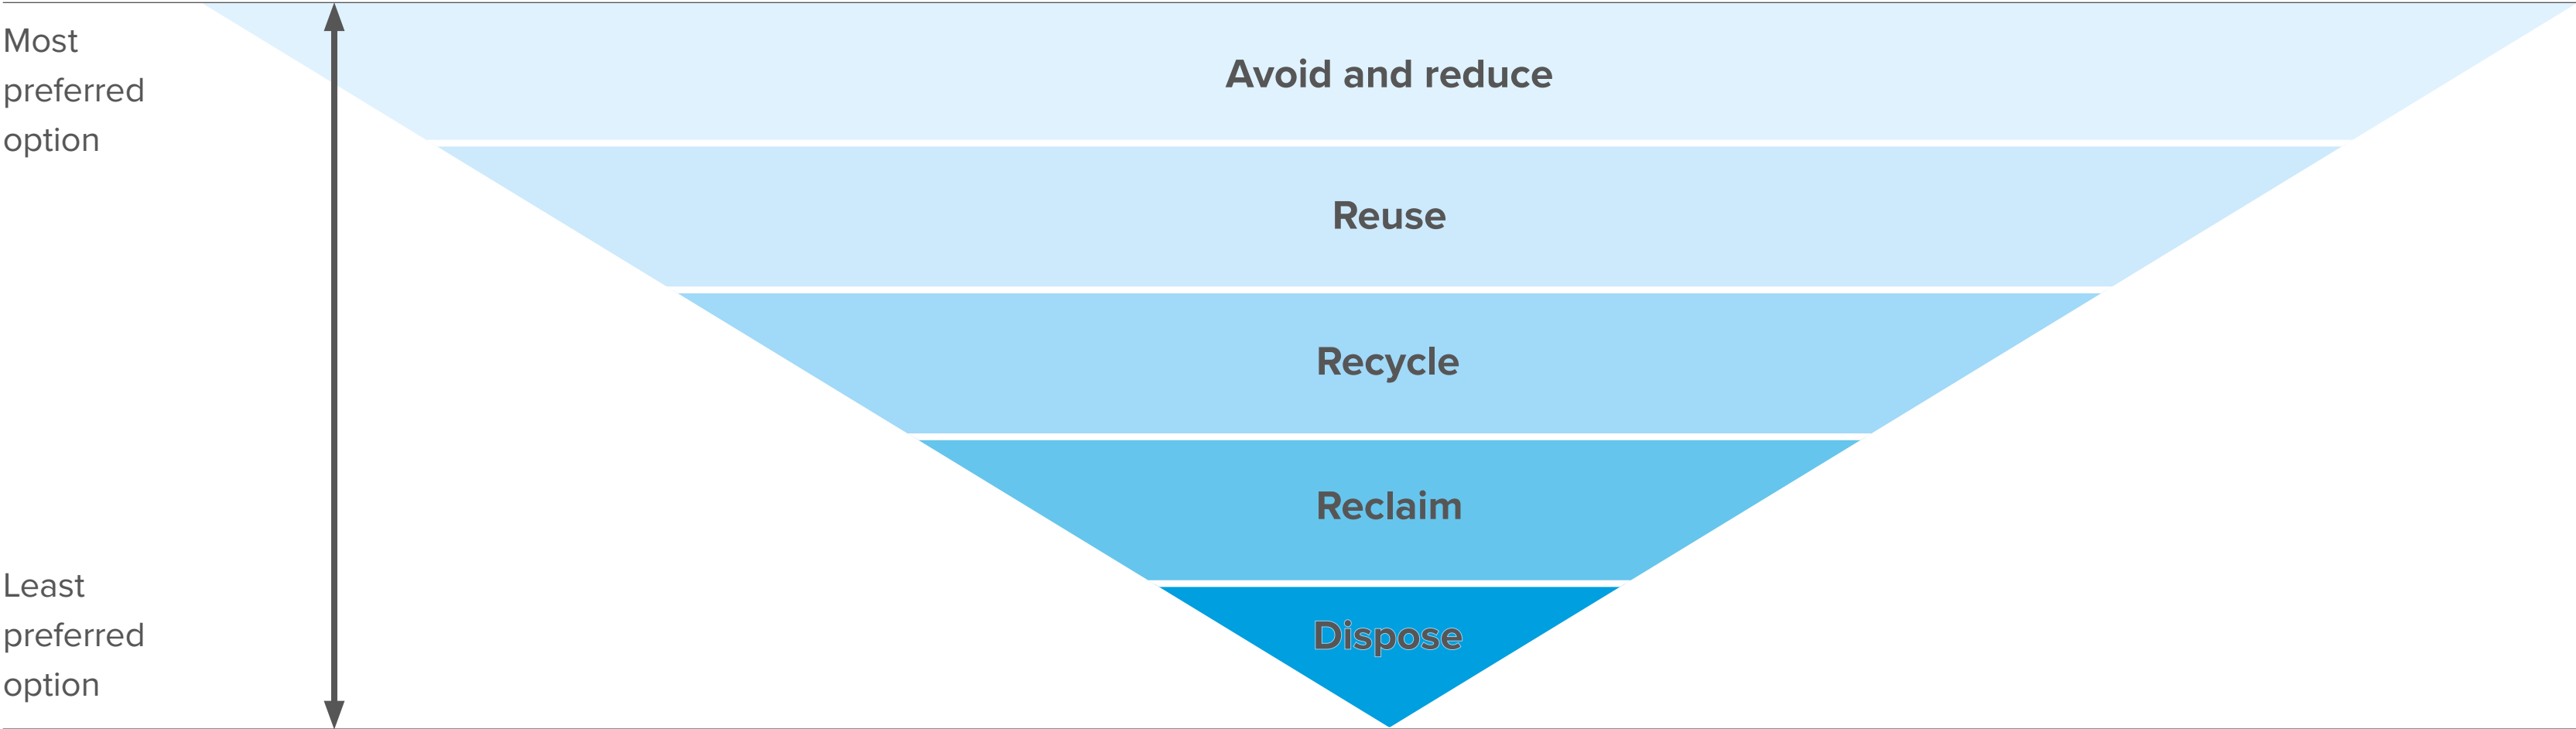 Most
preferred
option
Avoid and reduce
Reuse
Recycle
Reclaim
Least
preferred
option
Dispose